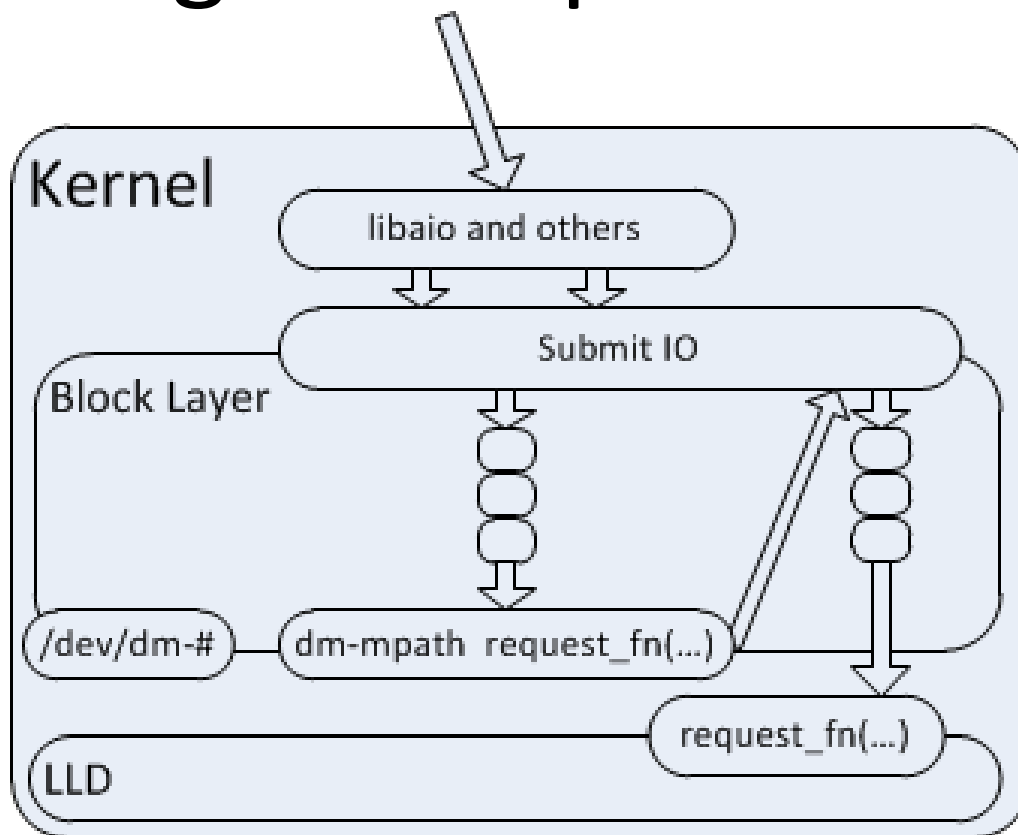 Kernel
libaio and others
Submit IO
Block Layer
/dev/dm-#
dm-mpath request_fn(...)
request_fn(...)
LLD